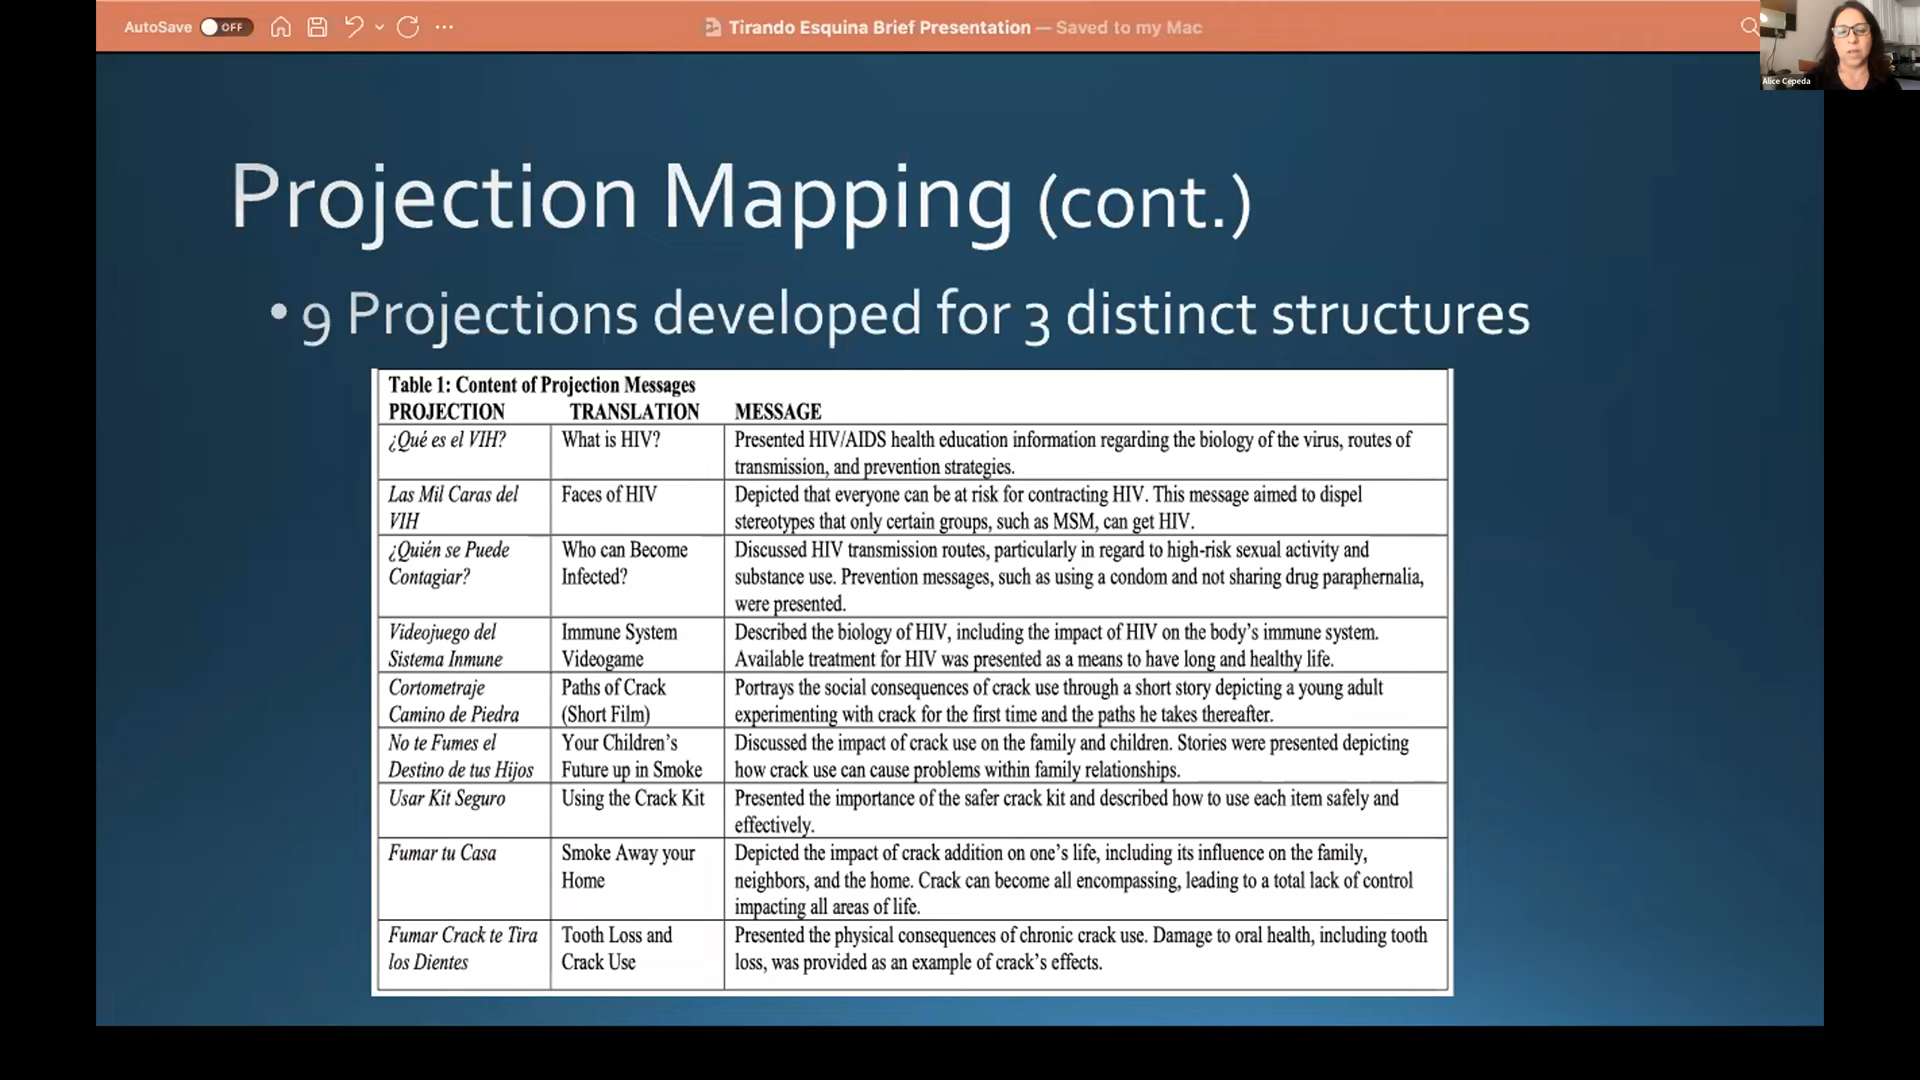 AutoSave OFF
Tirando Esquina Brief Presentation — Saved to my Mac
Alice Cepeda
Projection Mapping (cont.)
• 9 Projections developed for 3 distinct structures
Table 1: Content of Projection Messages
PROJECTION TRANSLATION MESSAGE
¿Qué es el VIH? What is HIV? Presented HIV/AIDS health education information regarding the biology of the virus, routes of
transmission, and prevention strategies.
Las Mil Caras del Faces of HIV Depicted that everyone can be at risk for contracting HIV. This message aimed to dispel
VIH stereotypes that only certain groups, such as MSM, can get HIV.
¿Quién se Puede Who can Become Discussed HIV transmission routes, particularly in regard to high-risk sexual activity and
Contagiar? Infected? substance use. Prevention messages, such as using a condom and not sharing drug paraphernalia,
were presented.
Videojuego del Immune System Described the biology of HIV, including the impact of HIV on the body's immune system.
Sistema Inmune Videogame Available treatment for HIV was presented as a means to have long and healthy life.
Cortometraje Paths of Crack Portrays the social consequences of crack use through a short story depicting a young adult
Camino de Piedra (Short Film) experimenting with crack for the first time and the paths he takes thereafter.
No te Fumes el Your Children's Discussed the impact of crack use on the family and children. Stories were presented depicting
Destino de tus Hijos Future up in Smoke how crack use can cause problems within family relationships.
Usar Kit Seguro Using the Crack Kit Presented the importance of the safer crack kit and described how to use each item safely and
effectively.
Fumar tu Casa Smoke Away your Depicted the impact of crack addition on one's life, including its influence on the family,
Home neighbors, and the home. Crack can become all encompassing, leading to a total lack of control
impacting all areas of life.
Fumar Crack te Tira Tooth Loss and Presented the physical consequences of chronic crack use. Damage to oral health, including tooth
los Dientes Crack Use loss, was provided as an example of crack's effects.